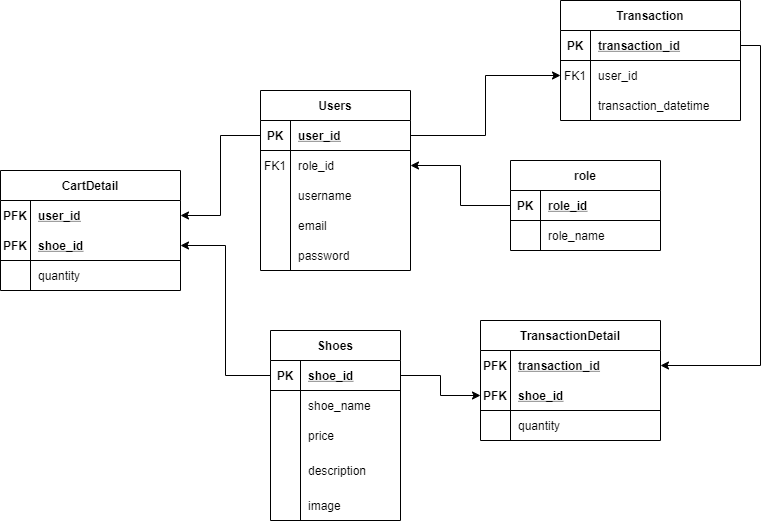 Transaction
PK transaction_id
FK1 user_id
transaction_datetime
Users
PK user_id
FK1 role_id
username
email
password
role
PK role_id
role_name
CartDetail
PFK user_id
PFK shoe_id
quantity
Shoes
PK shoe_id
shoe_name
price
description
image
TransactionDetail
PFK transaction_id
PFK shoe_id
quantity